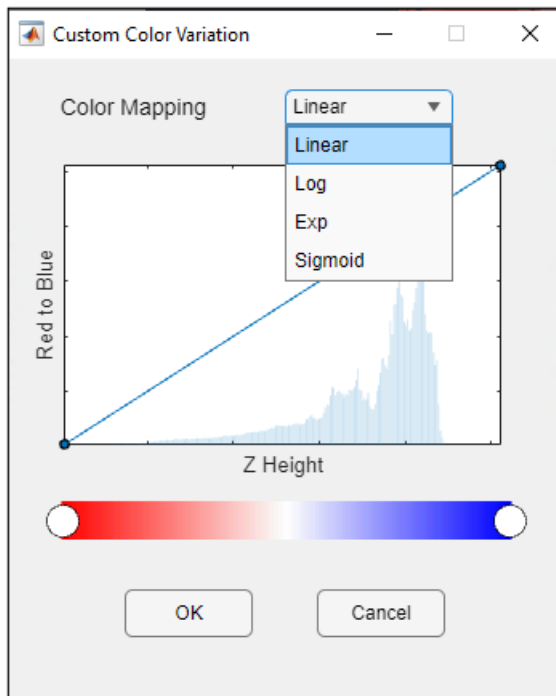 Custom Color Variation
Color Mapping
Linear
Linear
Log
Exp
Sigmoid
Red to Blue
Z Height
OK
Cancel